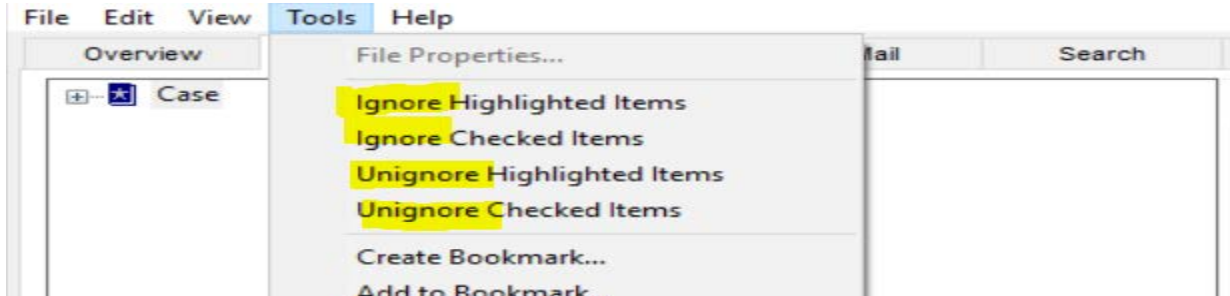 File Edit View Tools Help
Overview Mail Search
File Properties...
Case
Ignore Highlighted Items
Ignore Checked Items
Unignore Highlighted Items
Unignore Checked Items
Create Bookmark...
Add to Bookmark